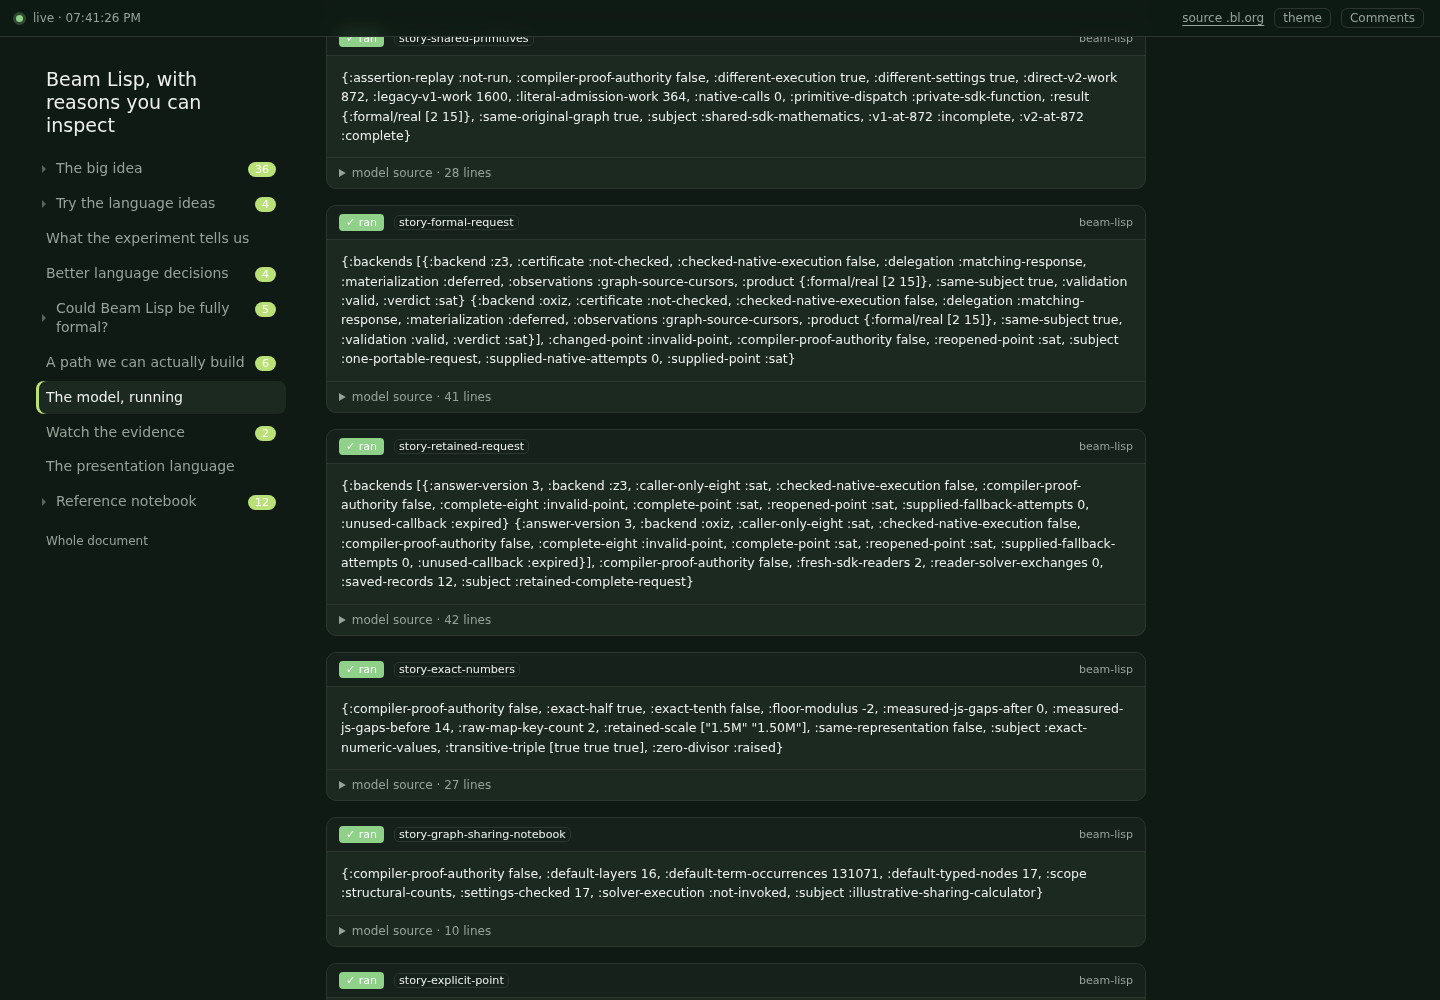 live · 07:41:26 PM
source .bl.org
theme
Comments
Beam Lisp, with
reasons you can
inspect
The big idea 36
Try the language ideas 4
What the experiment tells us
Better language decisions 4
Could Beam Lisp be fully
formal? 5
A path we can actually build 6
The model, running
Watch the evidence 2
The presentation language
Reference notebook 12
Whole document
✓ ran story-shared-primitives beam-lisp
{:assertion-replay :not-run, :compiler-proof-authority false, :different-execution true, :different-settings true, :direct-v2-work
872, :legacy-v1-work 1600, :literal-admission-work 364, :native-calls 0, :primitive-dispatch :private-sdk-function, :result
{:formal/real [2 15]}, :same-original-graph true, :subject :shared-sdk-mathematics, :v1-at-872 :incomplete, :v2-at-872
:complete}
▶ model source · 28 lines
✓ ran story-formal-request beam-lisp
{:backends [{:backend :z3, :certificate :not-checked, :checked-native-execution false, :delegation :matching-response,
:materialization :deferred, :observations :graph-source-cursors, :product {:formal/real [2 15]}, :same-subject true, :validation
:valid, :verdict :sat} {:backend :oxiz, :certificate :not-checked, :checked-native-execution false, :delegation :matching-
response, :materialization :deferred, :observations :graph-source-cursors, :product {:formal/real [2 15]}, :same-subject true,
:validation :valid, :verdict :sat}], :changed-point :invalid-point, :compiler-proof-authority false, :reopened-point :sat, :subject
:one-portable-request, :supplied-native-attempts 0, :supplied-point :sat}
▶ model source · 41 lines
✓ ran story-retained-request beam-lisp
{:backends [{:answer-version 3, :backend :z3, :caller-only-eight :sat, :checked-native-execution false, :compiler-proof-
authority false, :complete-eight :invalid-point, :complete-point :sat, :reopened-point :sat, :supplied-fallback-attempts 0,
:unused-callback :expired} {:answer-version 3, :backend :oxiz, :caller-only-eight :sat, :checked-native-execution false,
:compiler-proof-authority false, :complete-eight :invalid-point, :complete-point :sat, :reopened-point :sat, :supplied-fallback-
attempts 0, :unused-callback :expired}], :compiler-proof-authority false, :fresh-sdk-readers 2, :reader-solver-exchanges 0,
:saved-records 12, :subject :retained-complete-request}
▶ model source · 42 lines
✓ ran story-exact-numbers beam-lisp
{:compiler-proof-authority false, :exact-half true, :exact-tenth false, :floor-modulus -2, :measured-js-gaps-after 0, :measured-
js-gaps-before 14, :raw-map-key-count 2, :retained-scale ["1.5M" "1.50M"], :same-representation false, :subject :exact-
numeric-values, :transitive-triple [true true true], :zero-divisor :raised}
▶ model source · 27 lines
✓ ran story-graph-sharing-notebook beam-lisp
{:compiler-proof-authority false, :default-layers 16, :default-term-occurrences 131071, :default-typed-nodes 17, :scope
:structural-counts, :settings-checked 17, :solver-execution :not-invoked, :subject :illustrative-sharing-calculator}
▶ model source · 10 lines
✓ ran story-explicit-point beam-lisp